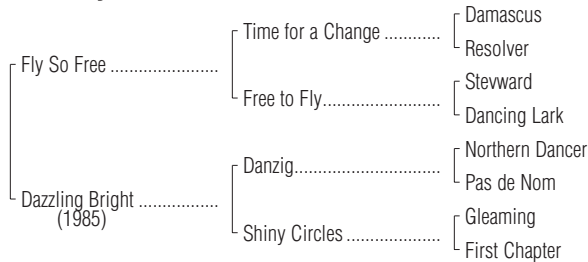 Damascus
Time for a Change ............
Resolver
Fly So Free ......................
Stevward
Free to Fly........................
Dancing Lark
Northern Dancer
Danzig...............................
Pas de Nom
Dazzling Bright ................
(1985)
Gleaming
Shiny Circles ....................
First Chapter